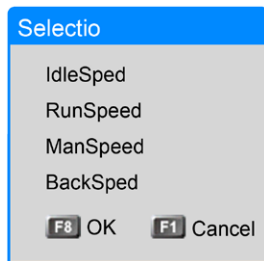 Selectio
IdleSped
RunSpeed
ManSpeed
BackSped
F8 OK F1 Cancel